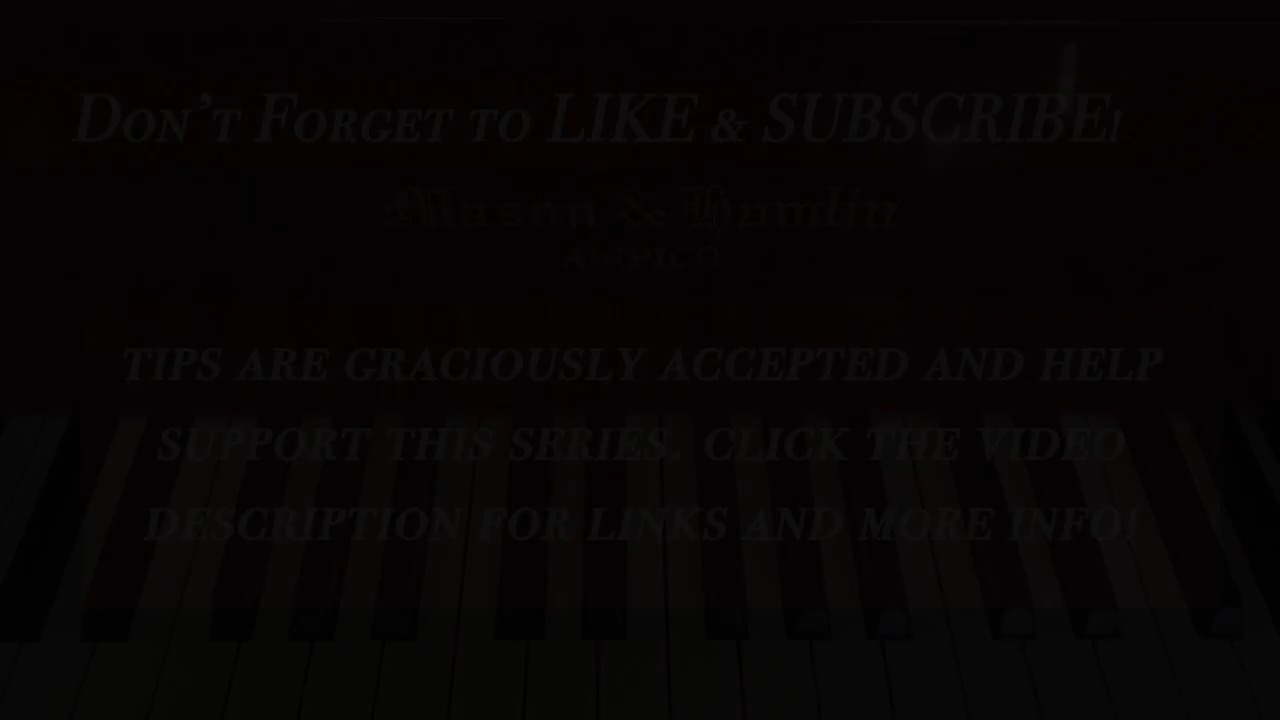 Don't Forget to LIKE & SUBSCRIBE!
Mason & Hamlin
AMPICO
TIPS ARE GRACIOUSLY ACCEPTED AND HELP
SUPPORT THIS SERIES. CLICK THE VIDEO
DESCRIPTION FOR LINKS AND MORE INFO!